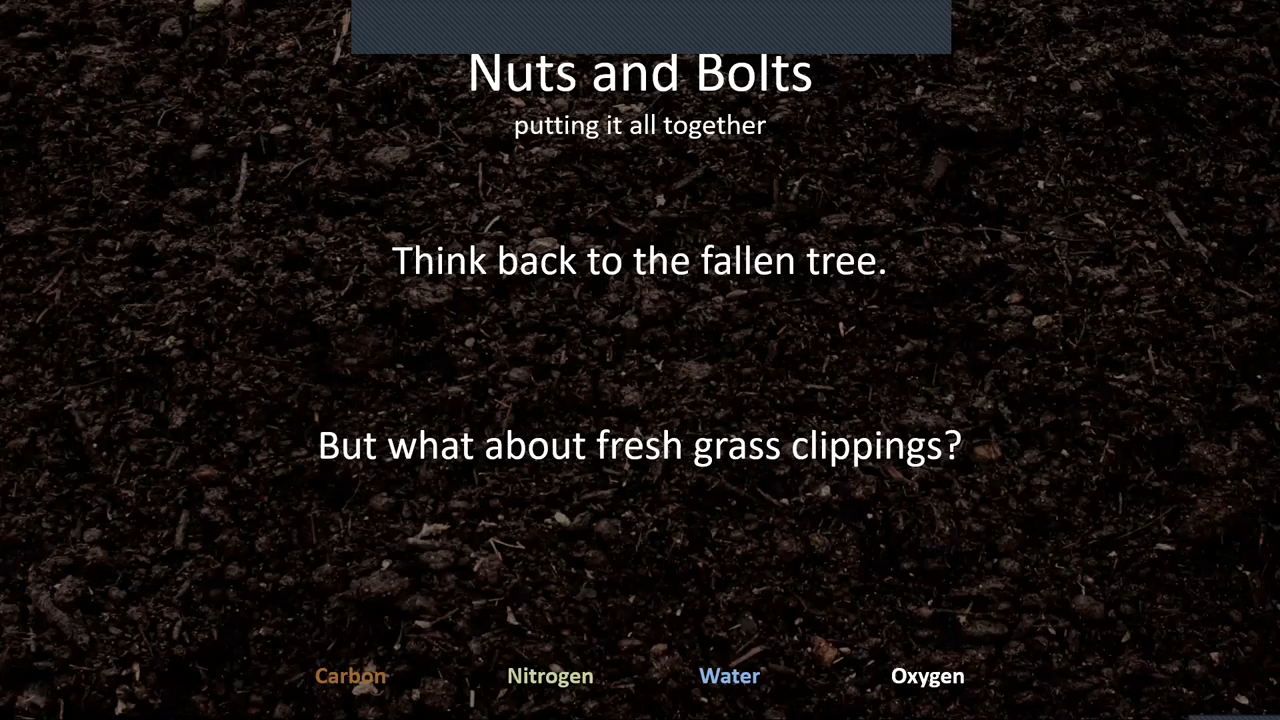 Nuts and Bolts
putting it all together
Think back to the fallen tree.
But what about fresh grass clippings?
Carbon Nitrogen Water Oxygen